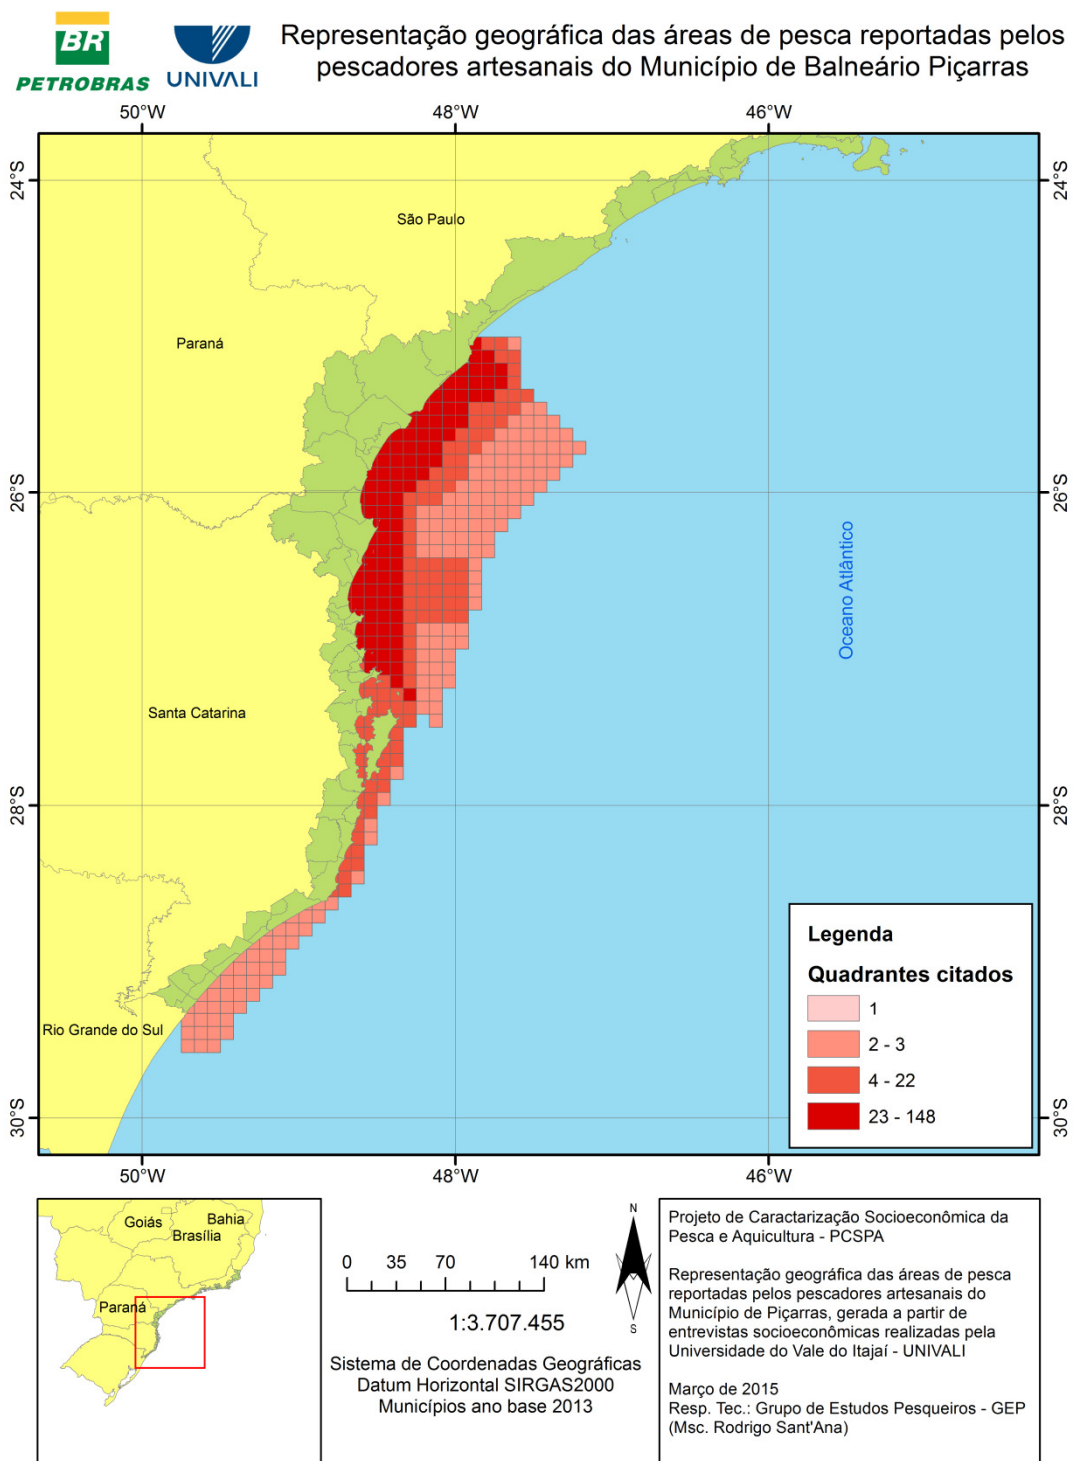 BR
PETROBRAS
UNIVALI
Representação geográfica das áreas de pesca reportadas pelos
pescadores artesanais do Município de Balneário Piçarras
50°W 48°W 46°W
24°S 24°S
São Paulo
Paraná
26°S 26°S
Oceano Atlântico
Santa Catarina
28°S 28°S
Rio Grande do Sul
30°S 30°S
Legenda
Quadrantes citados
1
2 - 3
4 - 22
23 - 148
50°W 48°W 46°W
Goiás
Bahia
Brasília
Paraná
0 35 70 140 km
1:3.707.455
Sistema de Coordenadas Geográficas
Datum Horizontal SIRGAS2000
Municípios ano base 2013
N
S
Projeto de Caractarização Socioeconômica da
Pesca e Aquicultura - PCSPA
Representação geográfica das áreas de pesca
reportadas pelos pescadores artesanais do
Município de Piçarras, gerada a partir de
entrevistas socioeconômicas realizadas pela
Universidade do Vale do Itajaí - UNIVALI
Março de 2015
Resp. Tec.: Grupo de Estudos Pesqueiros - GEP
(Msc. Rodrigo Sant'Ana)